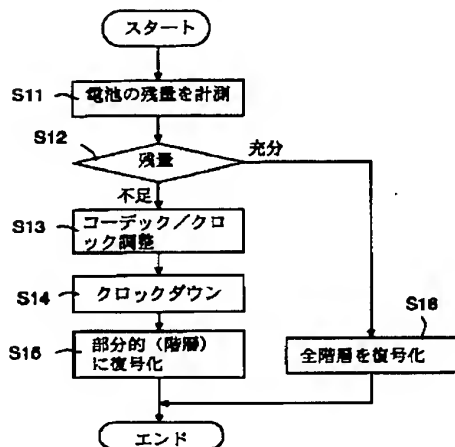 スタート
S11
電池の残量を計測
S12
残量
充分
不足
S13
コーデック／クロ
ック調整
S14
クロックダウン
S15
部分的（階層）
に復号化
S16
全階層を復号化
エンド